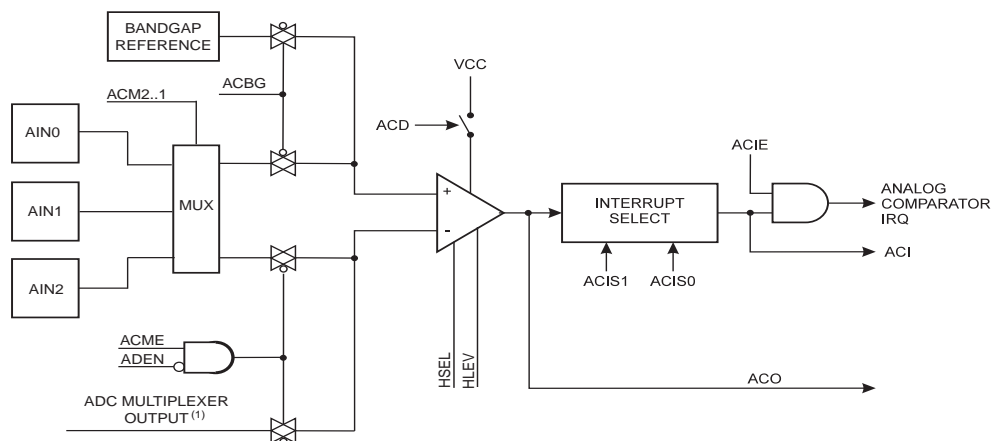 BANDGAP
REFERENCE
ACBG
ACM2..1
VCC
ACD
AIN0
AIN1
AIN2
MUX
+
-
INTERRUPT
SELECT
ACIE
ANALOG
COMPARATOR
IRQ
ACI
ACIS1
ACIS0
HSEL
HLEV
ACME
ADEN
ACO
ADC MULTIPLEXER
OUTPUT (1)